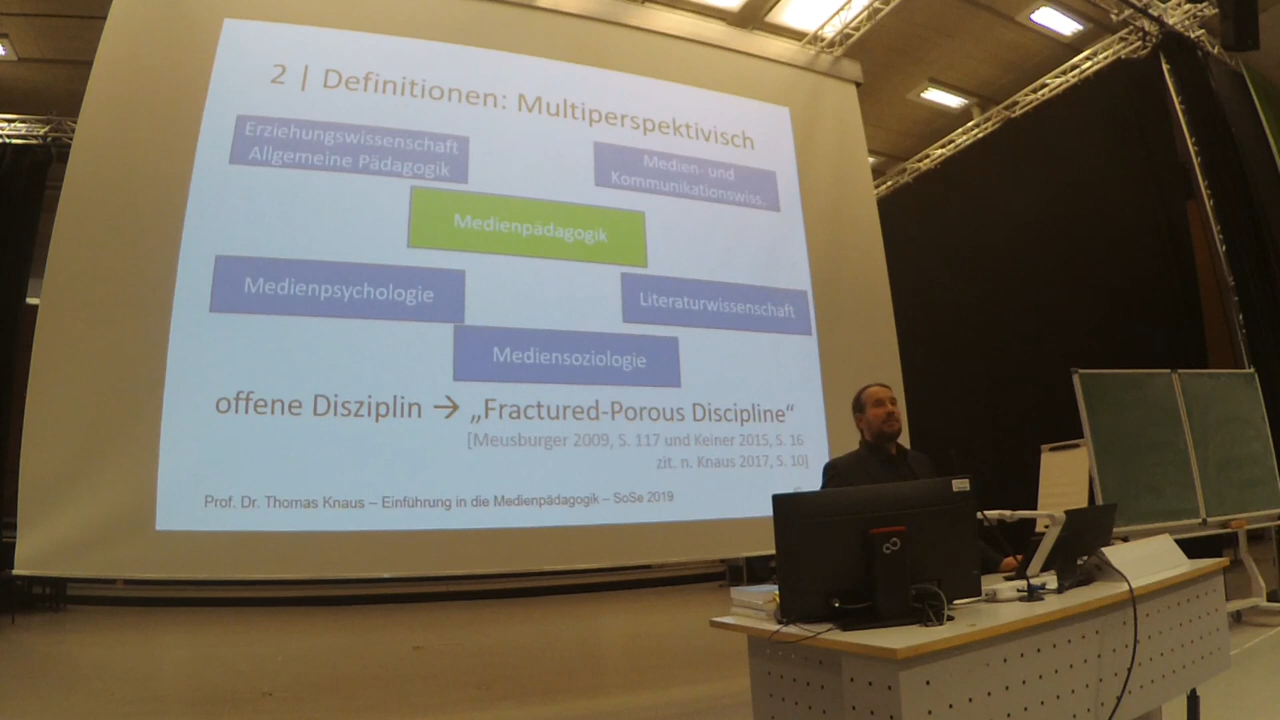 2 | Definitionen: Multiperspektivisch
Erziehungswissenschaft
Allgemeine Pädagogik
Medien- und
Kommunikationswiss.
Medienpädagogik
Medienpsychologie
Literaturwissenschaft
Mediensoziologie
offene Disziplin → „Fractured-Porous Discipline“
[Meusburger 2009, S. 117 und Keiner 2015, S. 16
zit. n. Knaus 2017, S. 10]
Prof. Dr. Thomas Knaus – Einführung in die Medienpädagogik – SoSe 2019